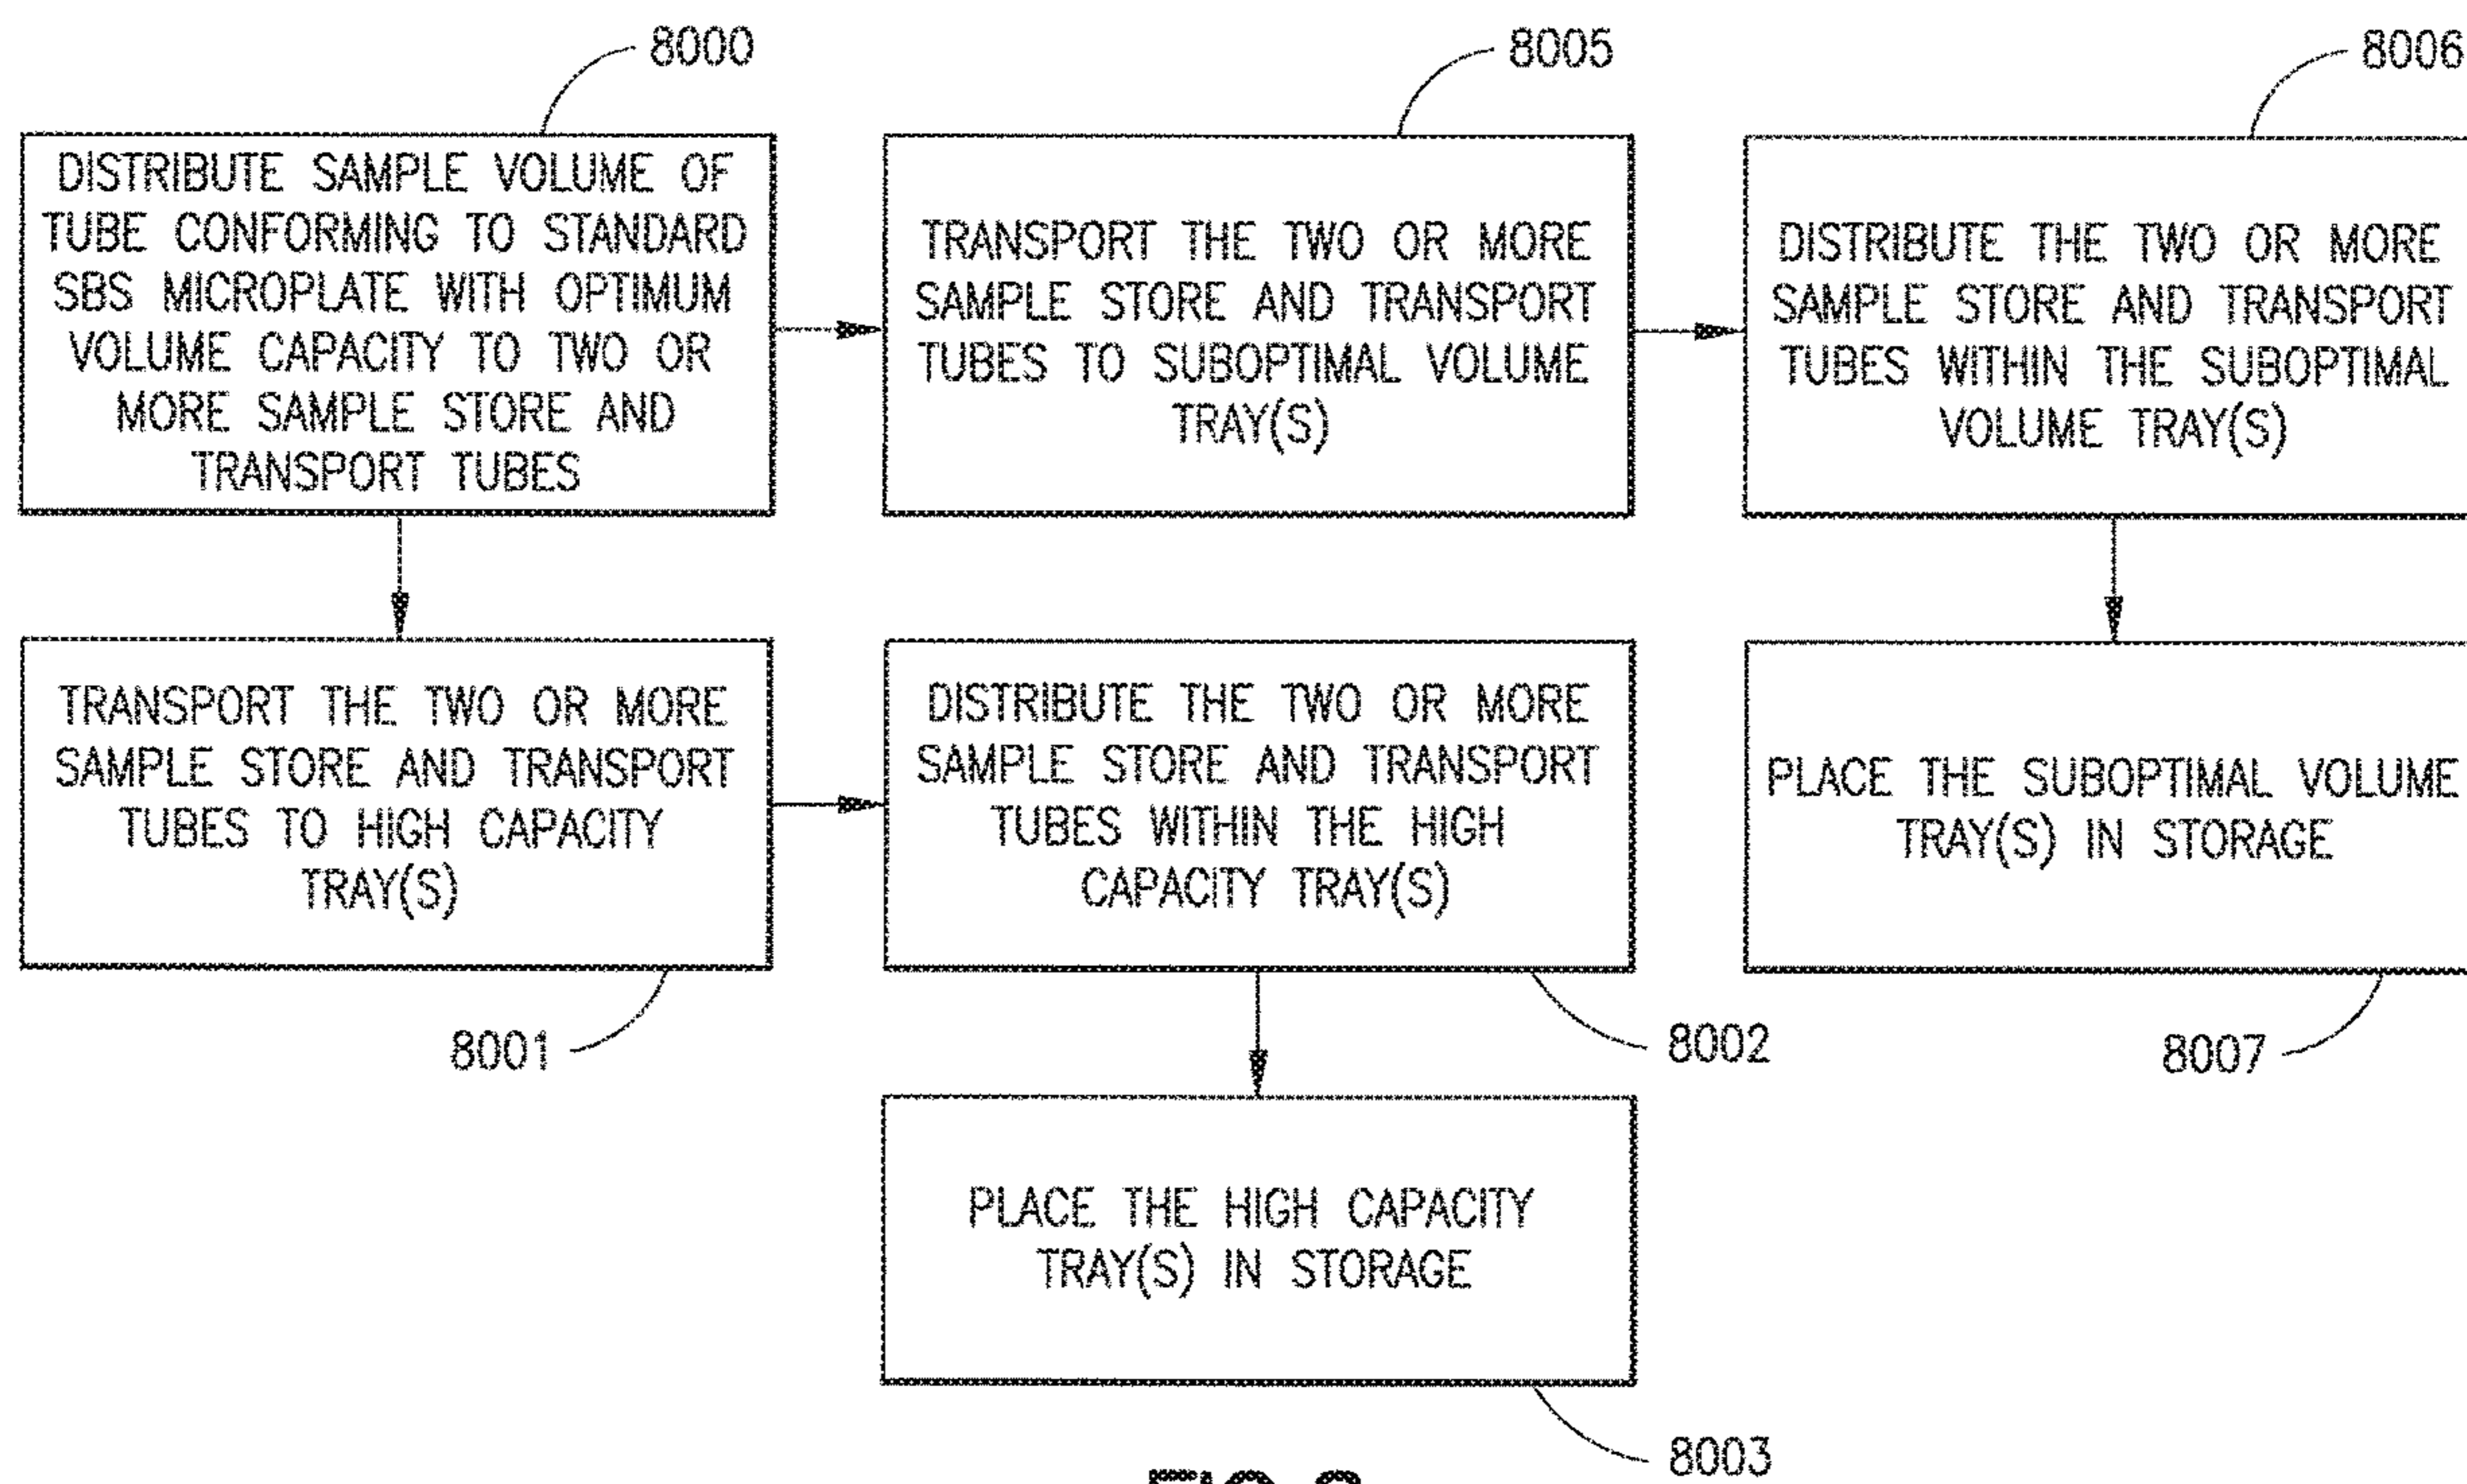 8000
DISTRIBUTE SAMPLE VOLUME OF
TUBE CONFORMING TO STANDARD
SBS MICROPLATE WITH OPTIMUM
VOLUME CAPACITY TO TWO OR
MORE SAMPLE STORE AND
TRANSPORT TUBES
8005
TRANSPORT THE TWO OR MORE
SAMPLE STORE AND TRANSPORT
TUBES TO SUBOPTIMAL VOLUME
TRAY(S)
8006
DISTRIBUTE THE TWO OR MORE
SAMPLE STORE AND TRANSPORT
TUBES WITHIN THE SUBOPTIMAL
VOLUME TRAY(S)
TRANSPORT THE TWO OR MORE
SAMPLE STORE AND TRANSPORT
TUBES TO HIGH CAPACITY
TRAY(S)
8001
DISTRIBUTE THE TWO OR MORE
SAMPLE STORE AND TRANSPORT
TUBES WITHIN THE HIGH
CAPACITY TRAY(S)
8002
PLACE THE SUBOPTIMAL VOLUME
TRAY(S) IN STORAGE
8007
PLACE THE HIGH CAPACITY
TRAY(S) IN STORAGE
8003